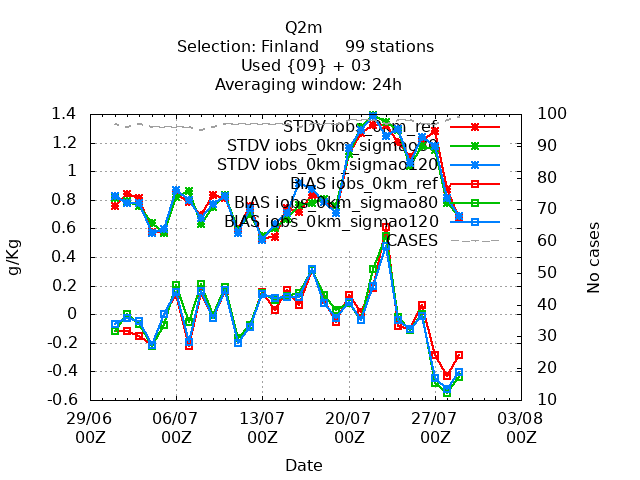 Q2m
Selection: Finland 99 stations
Used {09} + 03
Averaging window: 24h
1.4
1.2
1
0.8
0.6
0.4
0.2
0
-0.2
-0.4
-0.6
g/Kg
100
90
80
70
60
50
40
30
20
10
No cases
STDV iobs_0km_ref
STDV iobs_0km_sigmao80
STDV iobs_0km_sigmao120
BIAS iobs_0km_ref
BIAS iobs_0km_sigmao80
BIAS iobs_0km_sigmao120
CASES
29/06 06/07 13/07 20/07 27/07 03/08
00Z 00Z 00Z 00Z 00Z 00Z
Date